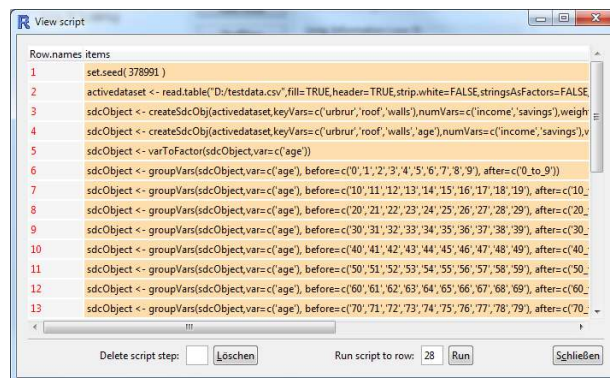 View script
Row.names items
1 set.seed( 378991 )
2 activedataset <- read.table("D:/testdata.csv",fill=TRUE,header=TRUE,strip.white=FALSE,stringsAsFactors=FALSE,
3 sdcObject <- createSdcObj(activedataset,keyVars=c('urbrur','roof','walls'),numVars=c('income','savings'),weigh
4 sdcObject <- createSdcObj(activedataset,keyVars=c('urbrur','roof','walls','age'),numVars=c('income','savings'),v
5 sdcObject <- varToFactor(sdcObject,var=c('age'))
6 sdcObject <- groupVars(sdcObject,var=c('age'), before=c('0','1','2','3','4','5','6','7','8','9'), after=c('0_to_9'))
7 sdcObject <- groupVars(sdcObject,var=c('age'), before=c('10','11','12','13','14','15','16','17','18','19'), after=c('10_
8 sdcObject <- groupVars(sdcObject,var=c('age'), before=c('20','21','22','23','24','25','26','27','28','29'), after=c('20_
9 sdcObject <- groupVars(sdcObject,var=c('age'), before=c('30','31','32','33','34','35','36','37','38','39'), after=c('30_
10 sdcObject <- groupVars(sdcObject,var=c('age'), before=c('40','41','42','43','44','45','46','47','48','49'), after=c('40_
11 sdcObject <- groupVars(sdcObject,var=c('age'), before=c('50','51','52','53','54','55','56','57','58','59'), after=c('50_
12 sdcObject <- groupVars(sdcObject,var=c('age'), before=c('60','61','62','63','64','65','66','67','68','69'), after=c('60_
13 sdcObject <- groupVars(sdcObject,var=c('age'), before=c('70','71','72','73','74','75','76','77','78','79'), after=c('70_
Delete script step: Löschen Run script to row: 28 Run Schließen